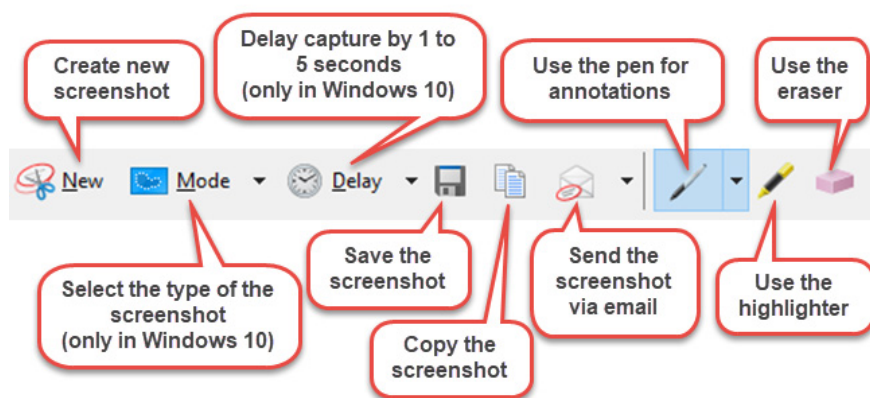 Create new
screenshot
Delay capture by 1 to
5 seconds
(only in Windows 10)
Use the pen for
annotations
Use the
eraser
New
Mode
Delay
Select the type of the
screenshot
(only in Windows 10)
Save the
screenshot
Copy the
screenshot
Send the
screenshot
via email
Use the
highlighter